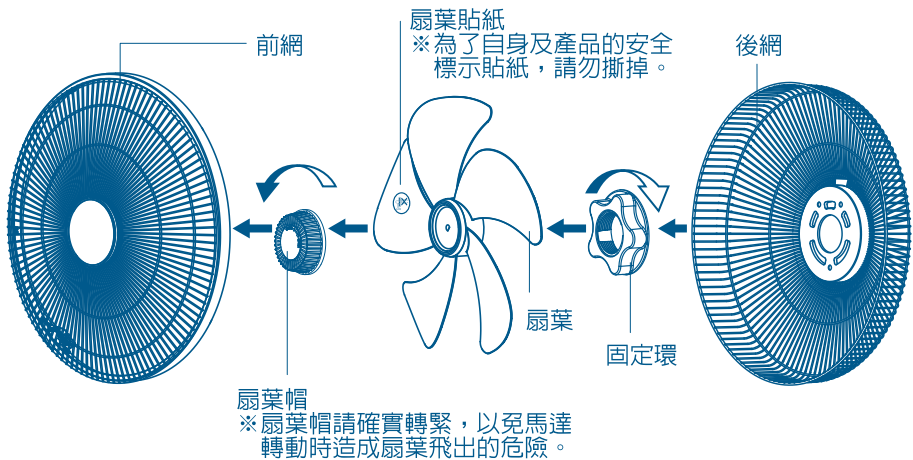 前網
扇葉貼紙
※為了自身及產品的安全
標示貼紙，請勿撕掉。
後網
扇葉
固定環
扇葉帽
※扇葉帽請確實轉緊，以免馬達
轉動時造成扇葉飛出的危險。